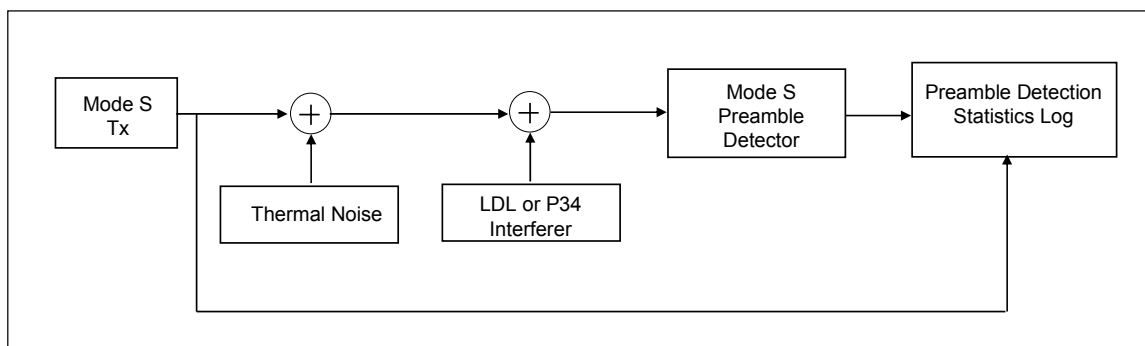 Mode S
Tx
+
+
Mode S
Preamble
Detector
Preamble Detection
Statistics Log
Thermal Noise
LDL or P34
Interferer